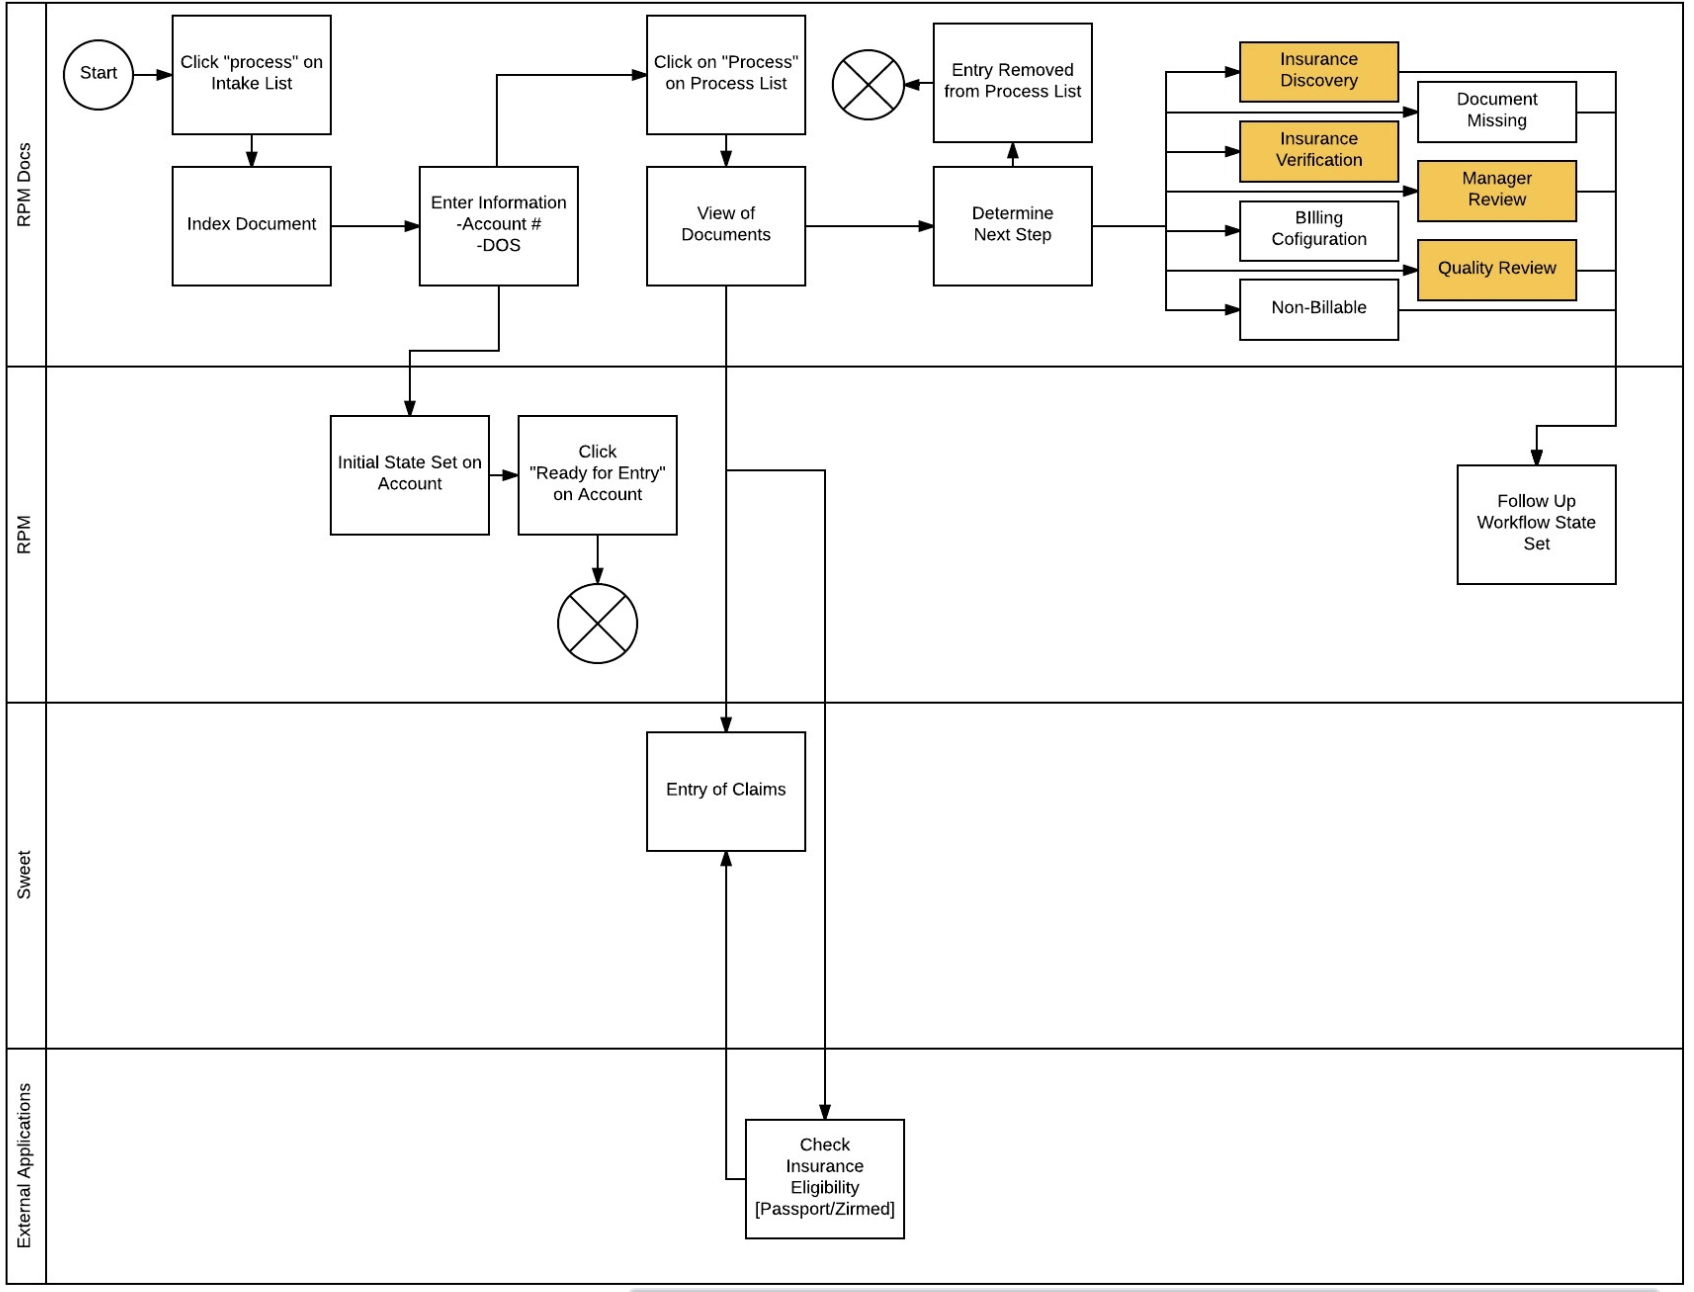 RPM Docs
Start
Click "process" on
Intake List
Index Document
Enter Information
-Account #
-DOS
Click on "Process"
on Process List
View of
Documents
Entry Removed
from Process List
Determine
Next Step
Insurance
Discovery
Document
Missing
Insurance
Verification
Manager
Review
BIlling
Cofiguration
Quality Review
Non-Billable
RPM
Initial State Set on
Account
Click
"Ready for Entry"
on Account
Follow Up
Workflow State
Set
Sweet
Entry of Claims
External Applications
Check
Insurance
Eligibility
[Passport/Zirmed]